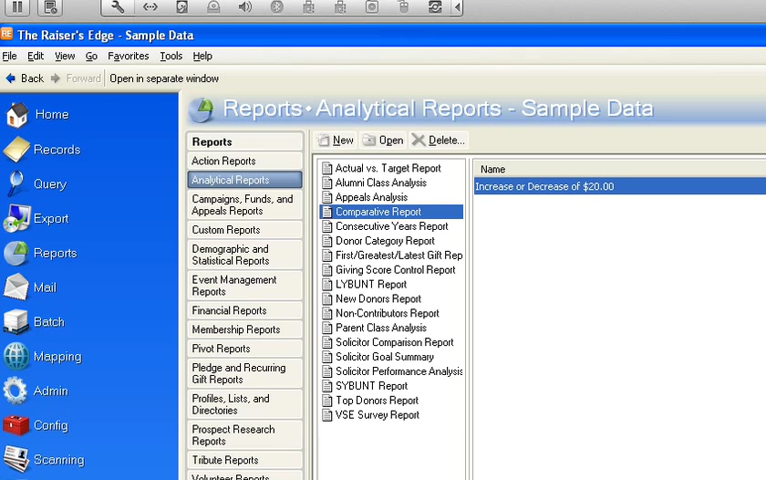 The Raiser's Edge - Sample Data
File Edit View Go Favorites Tools Help
Back Forward Open in separate window
Home
Records
Query
Export
Reports
Mail
Batch
Mapping
Admin
Config
Scanning
Reports • Analytical Reports - Sample Data
Reports
Action Reports
Analytical Reports
Campaigns, Funds, and
Appeals Reports
Custom Reports
Demographic and
Statistical Reports
Event Management
Reports
Financial Reports
Membership Reports
Pivot Reports
Pledge and Recurring
Gift Reports
Profiles, Lists, and
Directories
Prospect Research
Reports
Tribute Reports
Volunteer Reports
New Open Delete...
Actual vs. Target Report
Alumni Class Analysis
Appeals Analysis
Comparative Report
Consecutive Years Report
Donor Category Report
First/Greatest/Latest Gift Rep
Giving Score Control Report
LYBUNT Report
New Donors Report
Non-Contributors Report
Parent Class Analysis
Solicitor Comparison Report
Solicitor Goal Summary
Solicitor Performance Analysis
SYBUNT Report
Top Donors Report
VSE Survey Report
Name
Increase or Decrease of $20.00